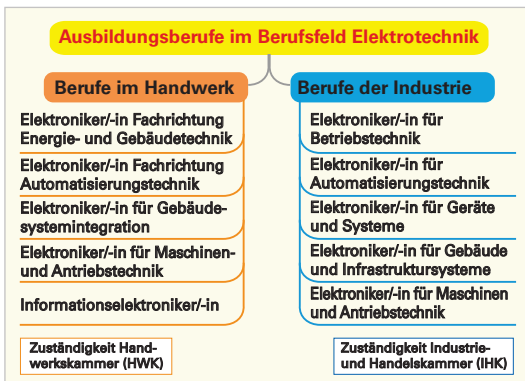 Ausbildungsberufe im Berufsfeld Elektrotechnik
Berufe im Handwerk
Elektroniker/-in Fachrichtung
Energie- und Gebäudetechnik
Elektroniker/-in Fachrichtung
Automatisierungstechnik
Elektroniker/-in für Gebäude-
systemintegration
Elektroniker/-in für Maschinen-
und Antriebstechnik
Informationselektroniker/-in
Zuständigkeit Hand-
werkskammer (HWK)
Berufe der Industrie
Elektroniker/-in für
Betriebstechnik
Elektroniker/-in für
Automatisierungstechnik
Elektroniker/-in für Geräte
und Systeme
Elektroniker/-in für Gebäude
und Infrastruktursysteme
Elektroniker/-in für Maschinen
und Antriebstechnik
Zuständigkeit Industrie-
und Handelskammer (IHK)